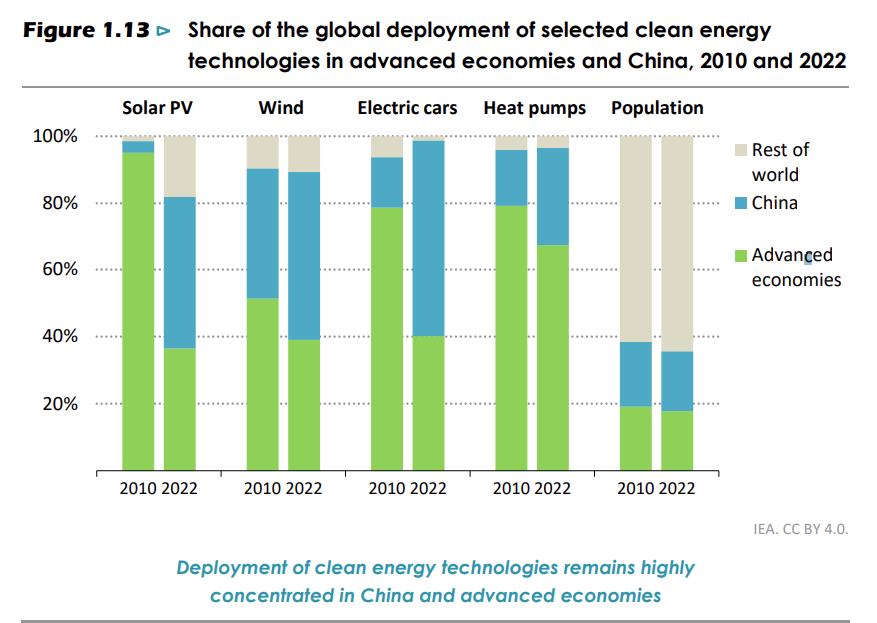 Figure 1.13 ▷ Share of the global deployment of selected clean energy
technologies in advanced economies and China, 2010 and 2022
Solar PV Wind Electric cars Heat pumps Population
100%
80%
60%
40%
20%
Rest of
world
China
Advanced
economies
2010 2022 2010 2022 2010 2022 2010 2022 2010 2022
IEA. CC BY 4.0.
Deployment of clean energy technologies remains highly
concentrated in China and advanced economies